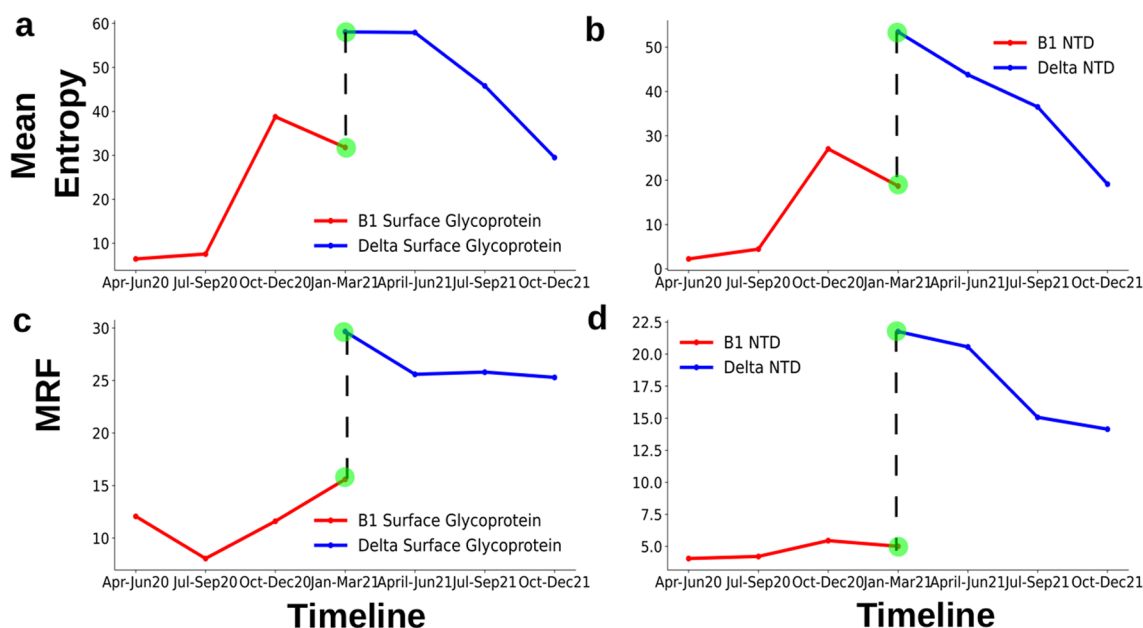 a
Mean
Entropy
60
50
40
30
20
10
B1 Surface Glycoprotein
Delta Surface Glycoprotein
Apr-Jun20 Jul-Sep20 Oct-Dec20 Jan-Mar21 April-Jun21 Jul-Sep21 Oct-Dec21
b
50
40
30
20
10
0
B1 NTD
Delta NTD
Apr-Jun20 Jul-Sep20 Oct-Dec20 Jan-Mar21 April-Jun21 Jul-Sep21 Oct-Dec21
c
MRF
30
25
20
15
10
B1 Surface Glycoprotein
Delta Surface Glycoprotein
Apr-Jun20 Jul-Sep20 Oct-Dec20 Jan-Mar21 April-Jun21 Jul-Sep21 Oct-Dec21
Timeline
d
22.5
20.0
17.5
15.0
12.5
10.0
7.5
5.0
B1 NTD
Delta NTD
Apr-Jun20 Jul-Sep20 Oct-Dec20 Jan-Mar21 April-Jun21 Jul-Sep21 Oct-Dec21
Timeline